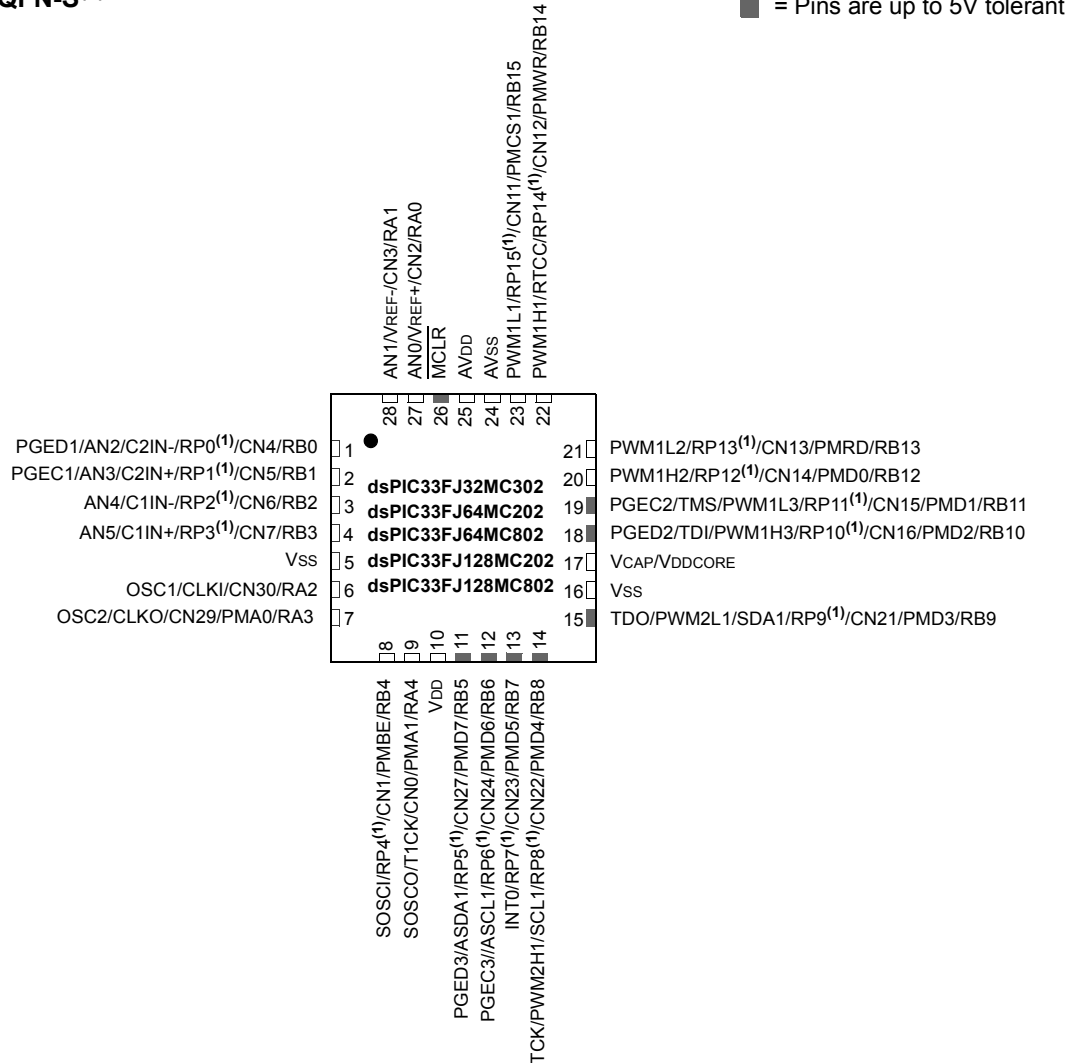 = Pins are up to 5V tolerant
AN1/VREF-/CN3/RA1
AN0/VREF+/CN2/RA0
MCLR
AVDD
AVSS
PWM1L1/RP15(1)/CN11/PMCS1/RB15
PWM1H1/RTCC/RP14(1)/CN12/PMWR/RB14
28 27 26 25 24 23 22
PGED1/AN2/C2IN-/RP0(1)/CN4/RB0 1
PGEC1/AN3/C2IN+/RP1(1)/CN5/RB1 2
AN4/C1IN-/RP2(1)/CN6/RB2 3
AN5/C1IN+/RP3(1)/CN7/RB3 4
VSS 5
OSC1/CLKI/CN30/RA2 6
OSC2/CLKO/CN29/PMA0/RA3 7
dsPIC33FJ32MC302
dsPIC33FJ64MC202
dsPIC33FJ64MC802
dsPIC33FJ128MC202
dsPIC33FJ128MC802
21 PWM1L2/RP13(1)/CN13/PMRD/RB13
20 PWM1H2/RP12(1)/CN14/PMD0/RB12
19 PGEC2/TMS/PWM1L3/RP11(1)/CN15/PMD1/RB11
18 PGED2/TDI/PWM1H3/RP10(1)/CN16/PMD2/RB10
17 VCAP/VDDCORE
16 VSS
15 TDO/PWM2L1/SDA1/RP9(1)/CN21/PMD3/RB9
8 9 10 11 12 13 14
SOSCI/RP4(1)/CN1/PMBE/RB4
SOSCO/T1CK/CN0/PMA1/RA4
VDD
PGED3/ASDA1/RP5(1)/CN27/PMD7/RB5
PGEC3//ASCL1/RP6(1)/CN24/PMD6/RB6
INT0/RP7(1)/CN23/PMD5/RB7
TCK/PWM2H1/SCL1/RP8(1)/CN22/PMD4/RB8